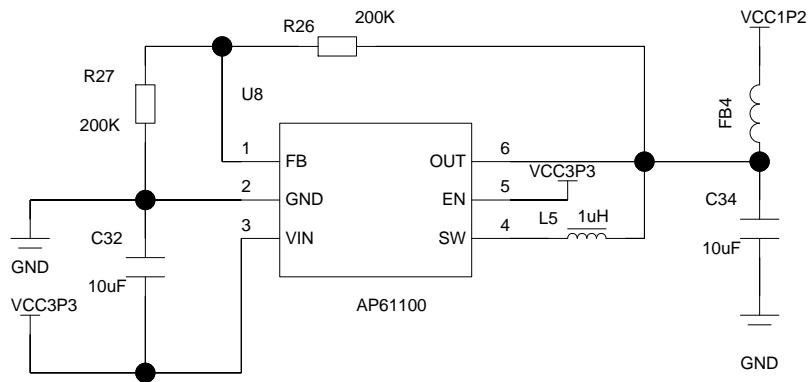 R26
200K
VCC1P2
R27
200K
U8
FB4
1
FB
OUT
6
VCC3P3
2
GND
EN
5
3
VIN
SW
4
L5
1uH
C34
10uF
C32
10uF
GND
VCC3P3
AP61100
GND